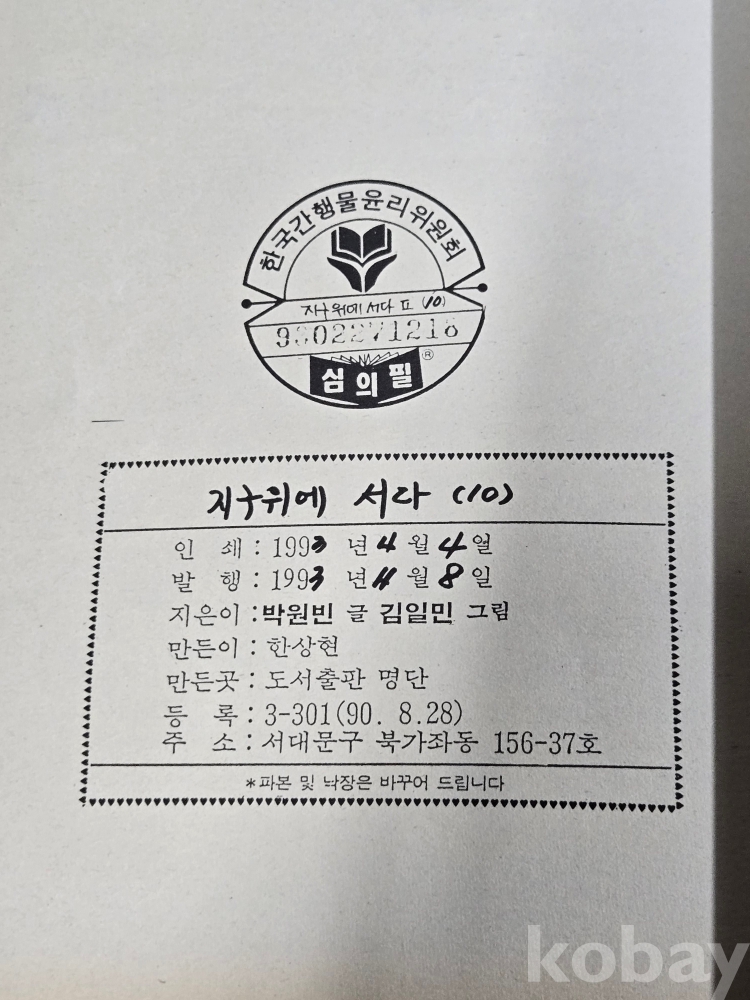 한국간행물윤리위원회
지구위에 서다 II (10)
9302271218
심의필 ®
지구위에 서다 (10)
인 쇄 : 1993 년 4 월 4 일
발 행 : 1993 년 4 월 8 일
지은이 : 박원빈 글 김일민 그림
만든이 : 한상현
만든곳 : 도서출판 명단
등 록 : 3-301(90. 8.28)
주 소 : 서대문구 북가좌동 156-37호
*파본 및 낙장은 바꾸어 드립니다
kobay